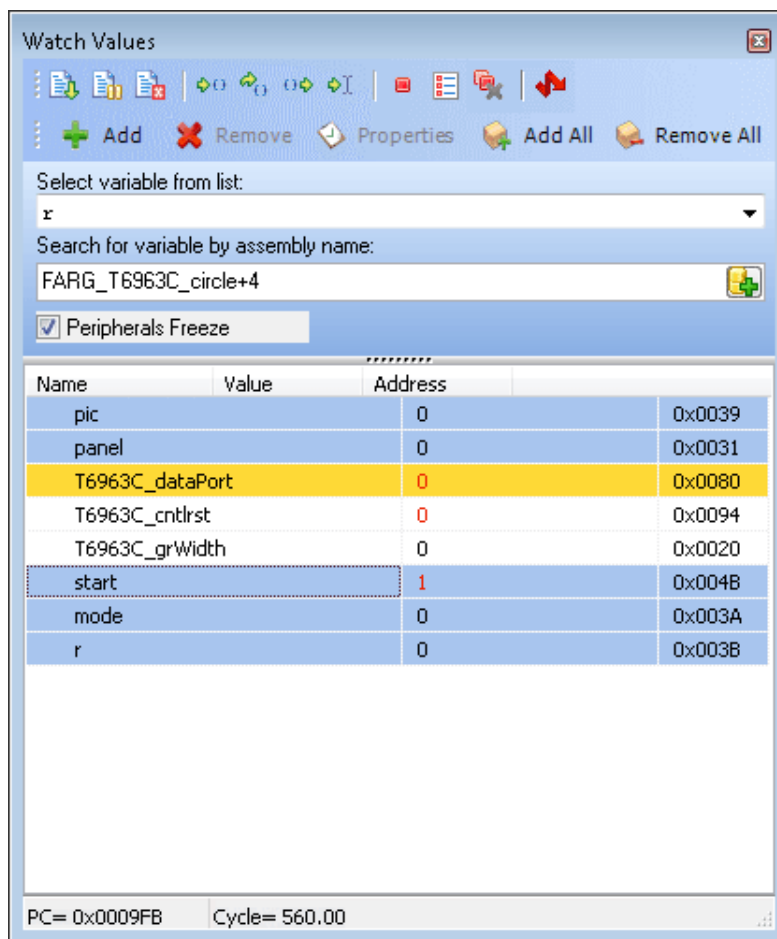 Watch Values
Add Remove Properties Add All Remove All
Select variable from list:
r
Search for variable by assembly name:
FARG_T6963C_circle+4
Peripherals Freeze
Name Value Address
pic 0 0x0039
panel 0 0x0031
T6963C_dataPort 0 0x0080
T6963C_cntlrst 0 0x0094
T6963C_grWidth 0 0x0020
start 1 0x004B
mode 0 0x003A
r 0 0x003B
PC= 0x0009FB Cycle= 560.00